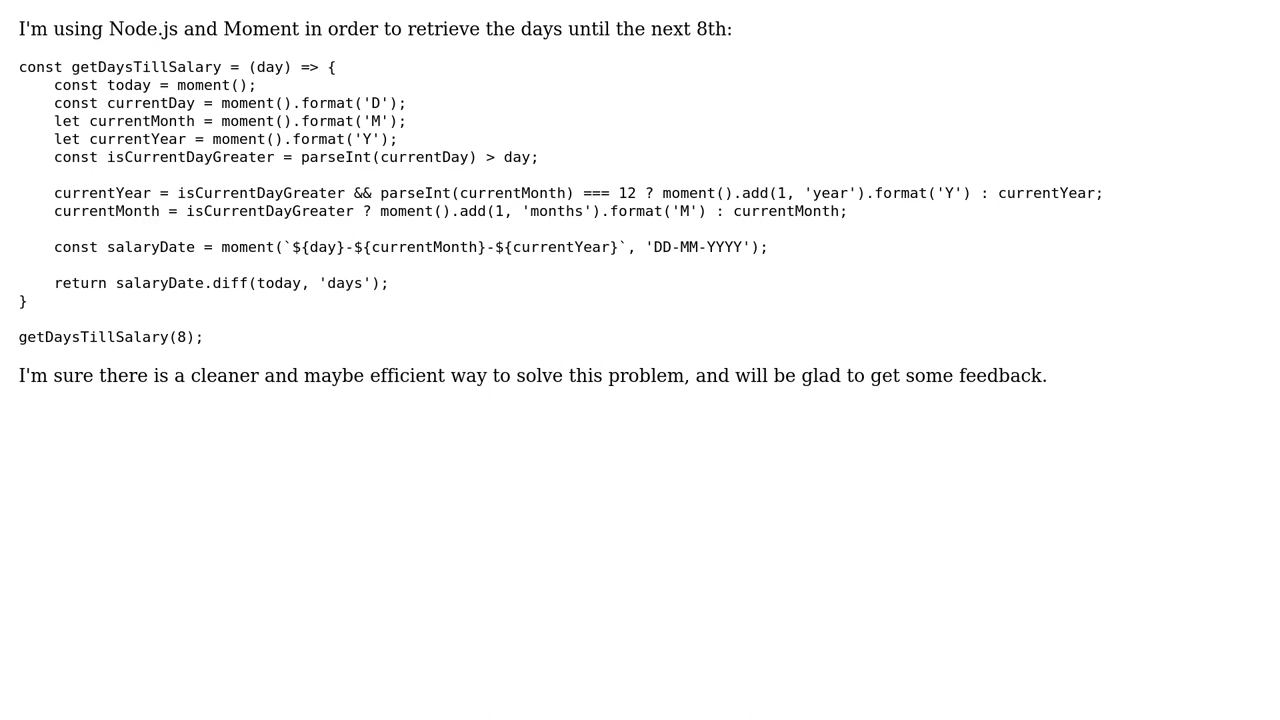 I'm using Node.js and Moment in order to retrieve the days until the next 8th:
const getDaysTillSalary = (day) => {
    const today = moment();
    const currentDay = moment().format('D');
    let currentMonth = moment().format('M');
    let currentYear = moment().format('Y');
    const isCurrentDayGreater = parseInt(currentDay) > day;

    currentYear = isCurrentDayGreater && parseInt(currentMonth) === 12 ? moment().add(1, 'year').format('Y') : currentYear;
    currentMonth = isCurrentDayGreater ? moment().add(1, 'months').format('M') : currentMonth;

    const salaryDate = moment(`${day}-${currentMonth}-${currentYear}`, 'DD-MM-YYYY');

    return salaryDate.diff(today, 'days');
}

getDaysTillSalary(8);
I'm sure there is a cleaner and maybe efficient way to solve this problem, and will be glad to get some feedback.